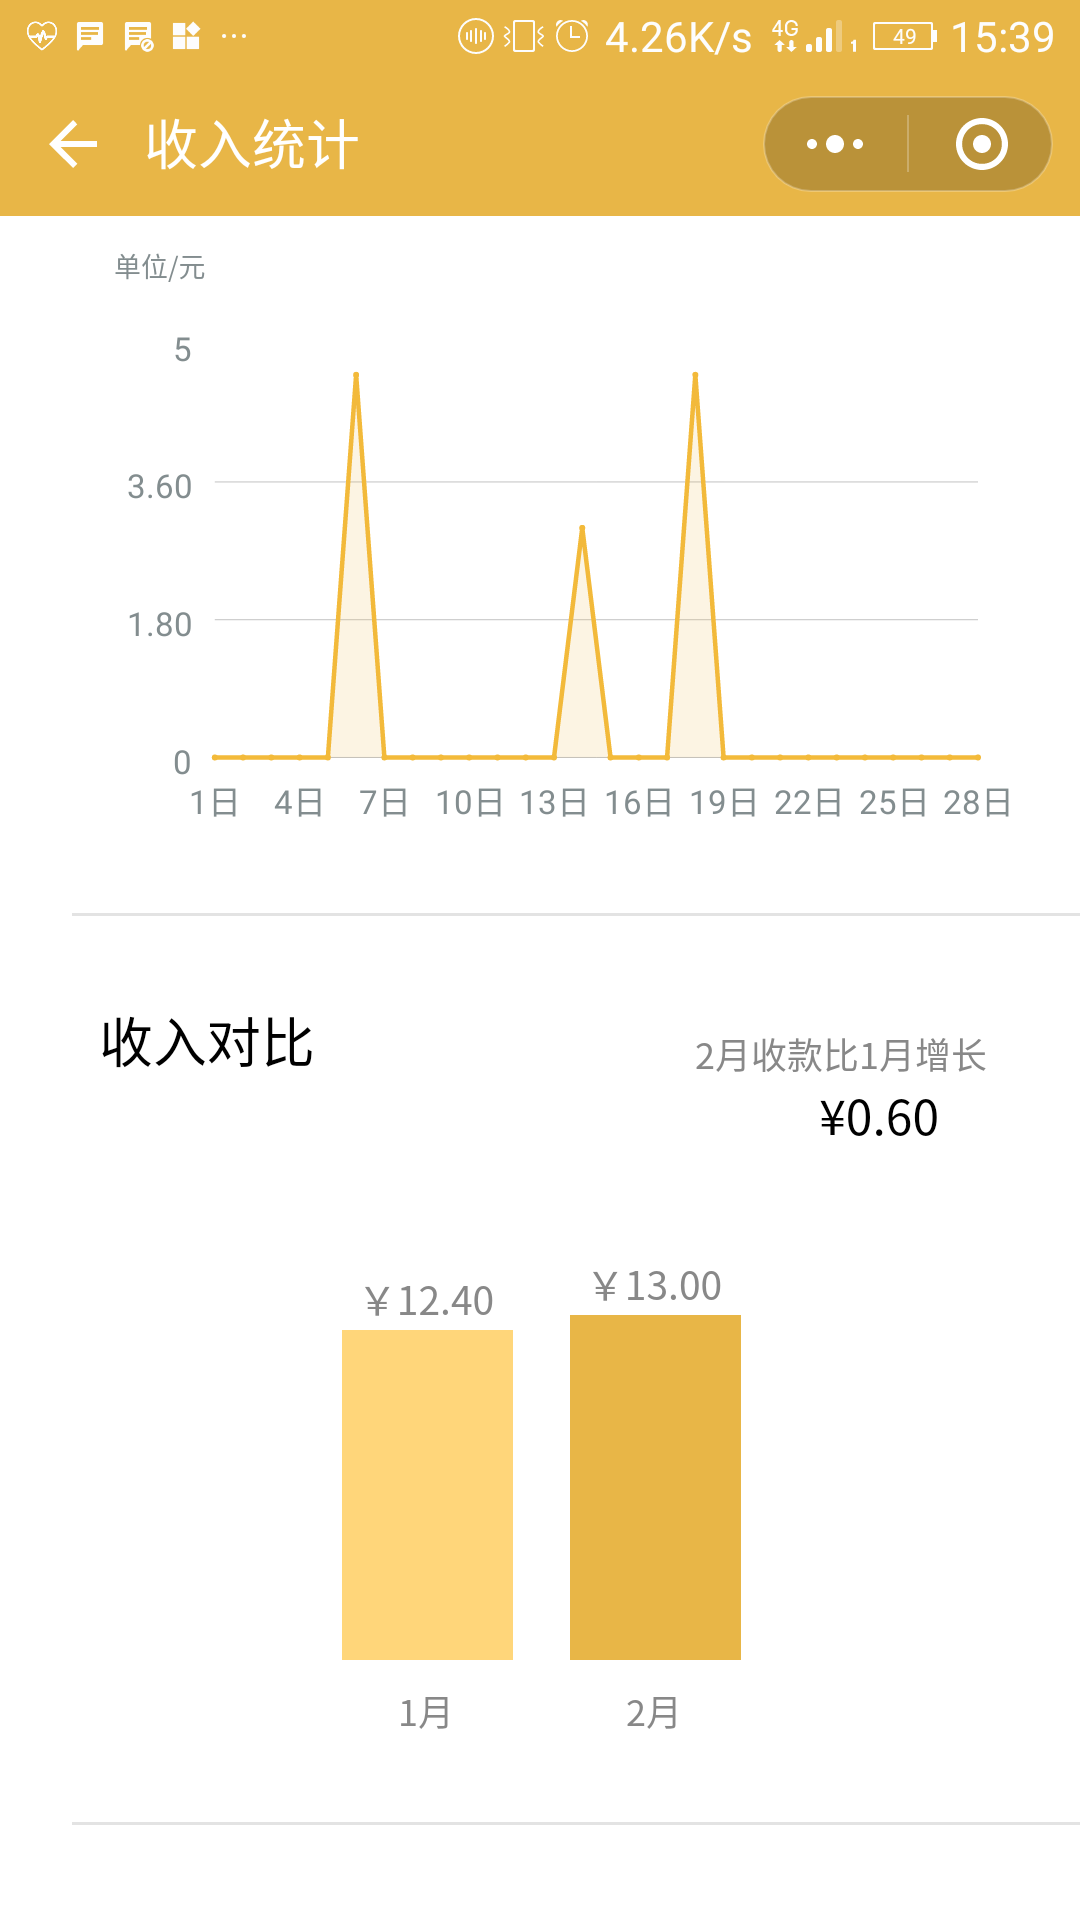 4.26K/s 4G 1 49 15:39
收入统计
单位/元
5
3.60
1.80
0
1日 4日 7日 10日 13日 16日 19日 22日 25日 28日
收入对比
2月收款比1月增长
¥0.60
￥12.40 ￥13.00
1月 2月